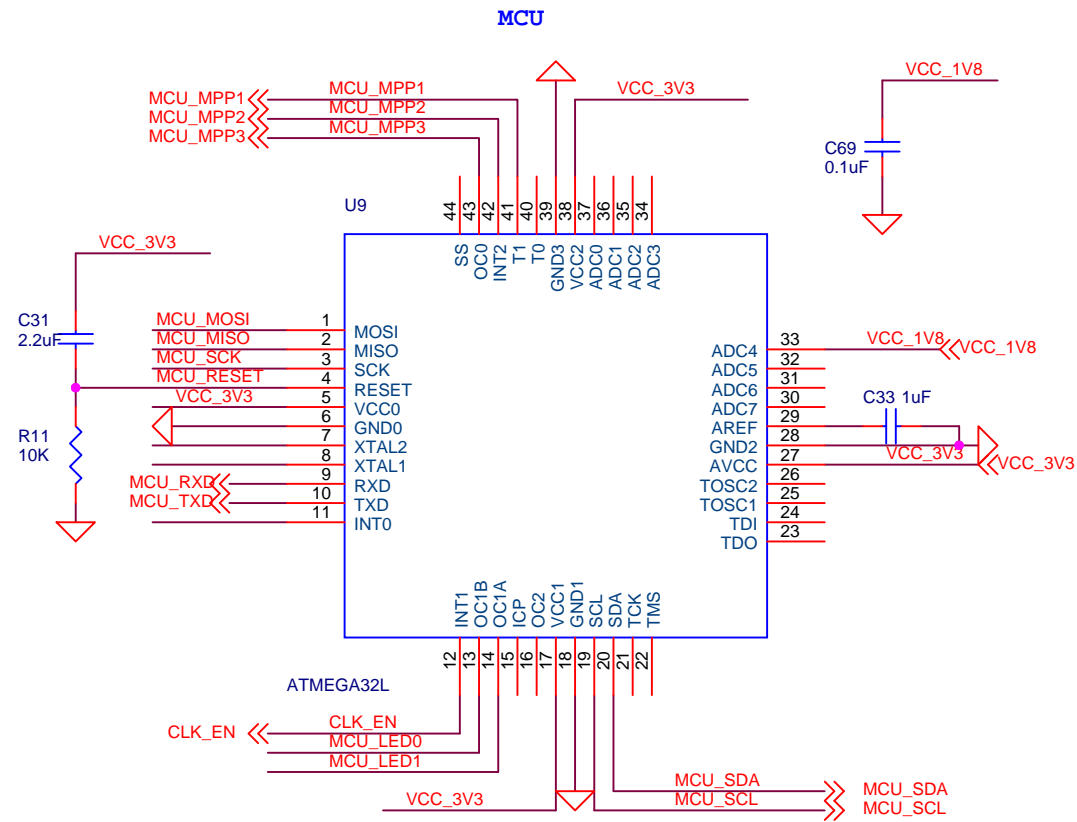 MCU
VCC_1V8
MCU_MPP1 MCU_MPP1 VCC_3V3
MCU_MPP2 MCU_MPP2
MCU_MPP3 MCU_MPP3
C69
0.1uF
U9
44 43 42 41 40 39 38 37 36 35 34
SS OC0 INT2 T1 T0 GND3 VCC2 ADC0 ADC1 ADC2 ADC3
VCC_3V3
C31
2.2uF
MCU_MOSI 1 MOSI
MCU_MISO 2 MISO
MCU_SCK 3 SCK
MCU_RESET 4 RESET
VCC_3V3 5 VCC0
6 GND0
7 XTAL2
8 XTAL1
MCU_RXD 9 RXD
MCU_TXD 10 TXD
11 INT0
R11
10K
ADC4 33 VCC_1V8 VCC_1V8
ADC5 32
ADC6 31
ADC7 30
C33 1uF
AREF 29
GND2 28
AVCC 27 VCC_3V3 VCC_3V3
TOSC2 26
TOSC1 25
TDI 24
TDO 23
INT1 OC1B OC1A ICP OC2 VCC1 GND1 SCL SDA TCK TMS
12 13 14 15 16 17 18 19 20 21 22
ATMEGA32L
CLK_EN CLK_EN
MCU_LED0
MCU_LED1
MCU_SDA MCU_SDA
VCC_3V3 MCU_SCL MCU_SCL